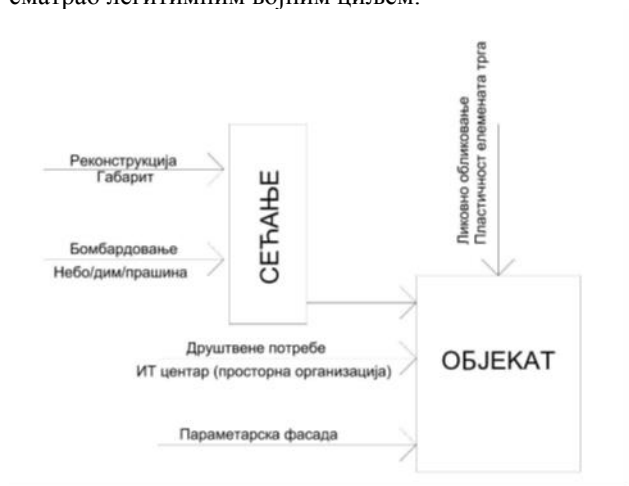 сматрао легитимним војним циљем.
Ликовно обликовање
Пластичност елемената трга
Реконструкција
Габарит
СЕЋАЊЕ
Бомбардовање
Небо/дим/прашина
Друштвене потребе
ИТ центар (просторна организација)
ОБЈЕКАТ
Параметарска фасада